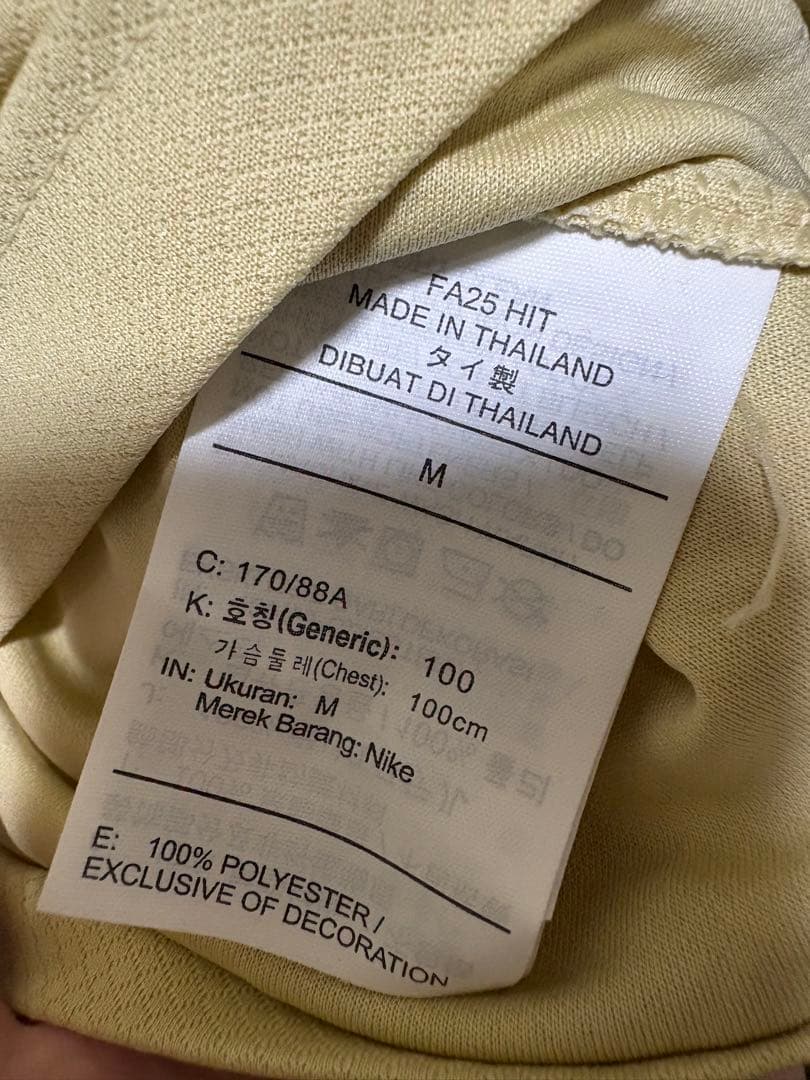 FA25 HIT
MADE IN THAILAND
タイ製
DIBUAT DI THAILAND
M
C: 170/88A
K: 호칭(Generic): 100
가슴둘레(Chest): 100cm
IN: Ukuran: M
Merek Barang: Nike
E: 100% POLYESTER /
EXCLUSIVE OF DECORATION